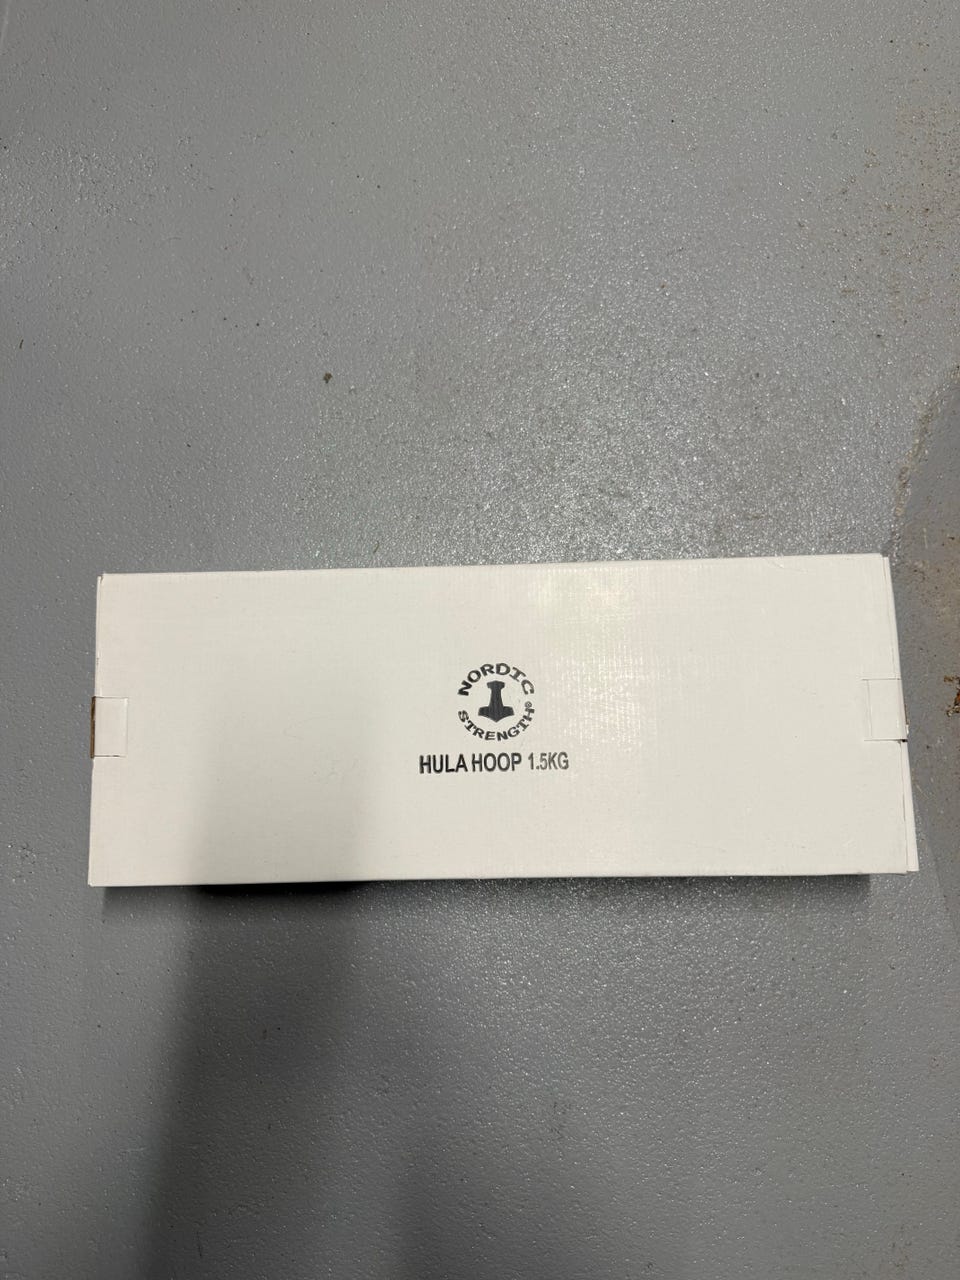 NORDIC
STRENGTH®
HULA HOOP 1.5KG